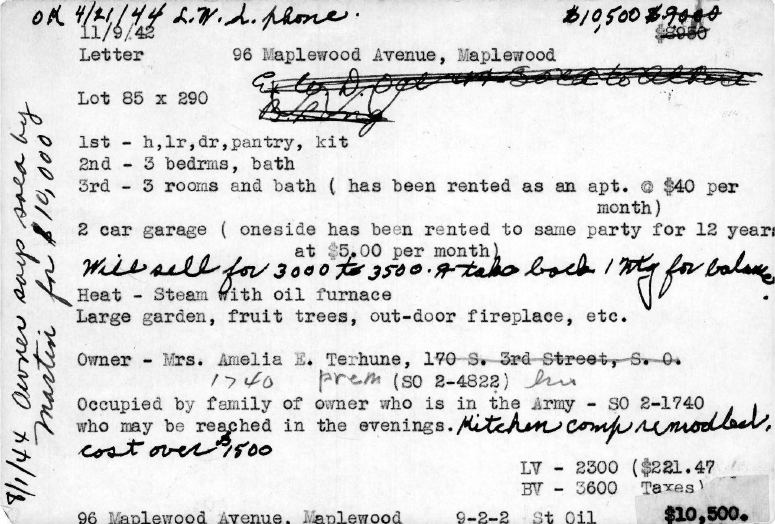 OK 4/21/44 L.W.L. phone. $10,500 $9000
11/9/42 $8950
Letter 96 Maplewood Avenue, Maplewood
Lot 85 x 290
1st - h,lr,dr,pantry, kit
2nd - 3 bedrms, bath
3rd - 3 rooms and bath ( has been rented as an apt. @ $40 per
month)
2 car garage ( oneside has been rented to same party for 12 years
at $5.00 per month)
Will sell for 3000 to 3500. & take back 1 Mtg for balance.
Heat - Steam with oil furnace
Large garden, fruit trees, out-door fireplace, etc.
Owner - Mrs. Amelia E. Terhune, 170 S. 3rd Street, S. O.
1740 prem (SO 2-4822)
Occupied by family of owner who is in the Army - SO 2-1740
who may be reached in the evenings. Kitchen comp remodled.
cost over $1500
LV - 2300 ($221.47
BV - 3600 Taxes)
96 Maplewood Avenue, Maplewood 9-2-2 St Oil $10,500.
8/1/44 Owner says sold by
Martin for $10,000